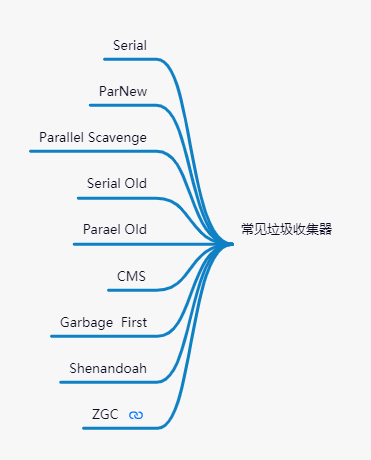 Serial
ParNew
Parallel Scavenge
Serial Old
Parael Old
常见垃圾收集器
CMS
Garbage First
Shenandoah
ZGC